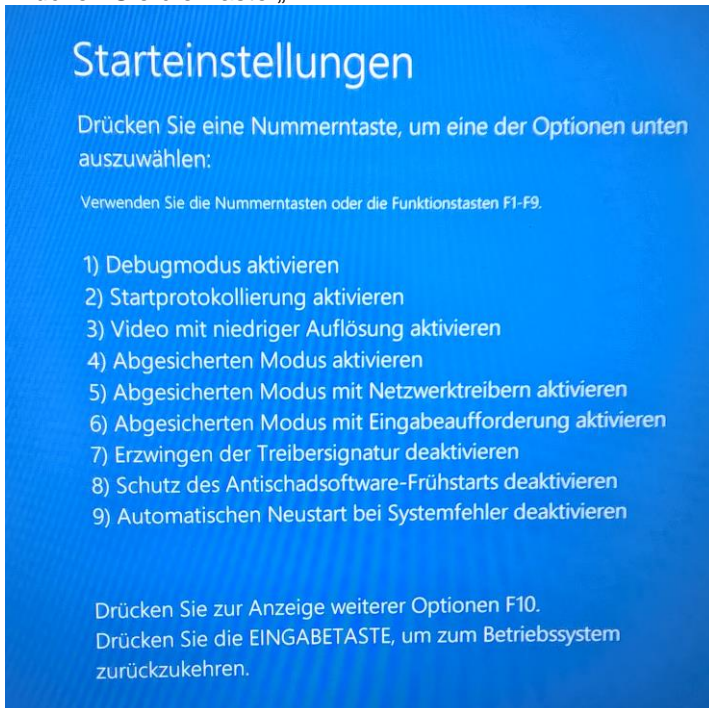 Starteinstellungen
Drücken Sie eine Nummerntaste, um eine der Optionen unten
auszuwählen:
Verwenden Sie die Nummerntasten oder die Funktionstasten F1-F9.
1) Debugmodus aktivieren
2) Startprotokollierung aktivieren
3) Video mit niedriger Auflösung aktivieren
4) Abgesicherten Modus aktivieren
5) Abgesicherten Modus mit Netzwerktreibern aktivieren
6) Abgesicherten Modus mit Eingabeaufforderung aktivieren
7) Erzwingen der Treibersignatur deaktivieren
8) Schutz des Antischadsoftware-Frühstarts deaktivieren
9) Automatischen Neustart bei Systemfehler deaktivieren
Drücken Sie zur Anzeige weiterer Optionen F10.
Drücken Sie die EINGABETASTE, um zum Betriebssystem
zurückzukehren.